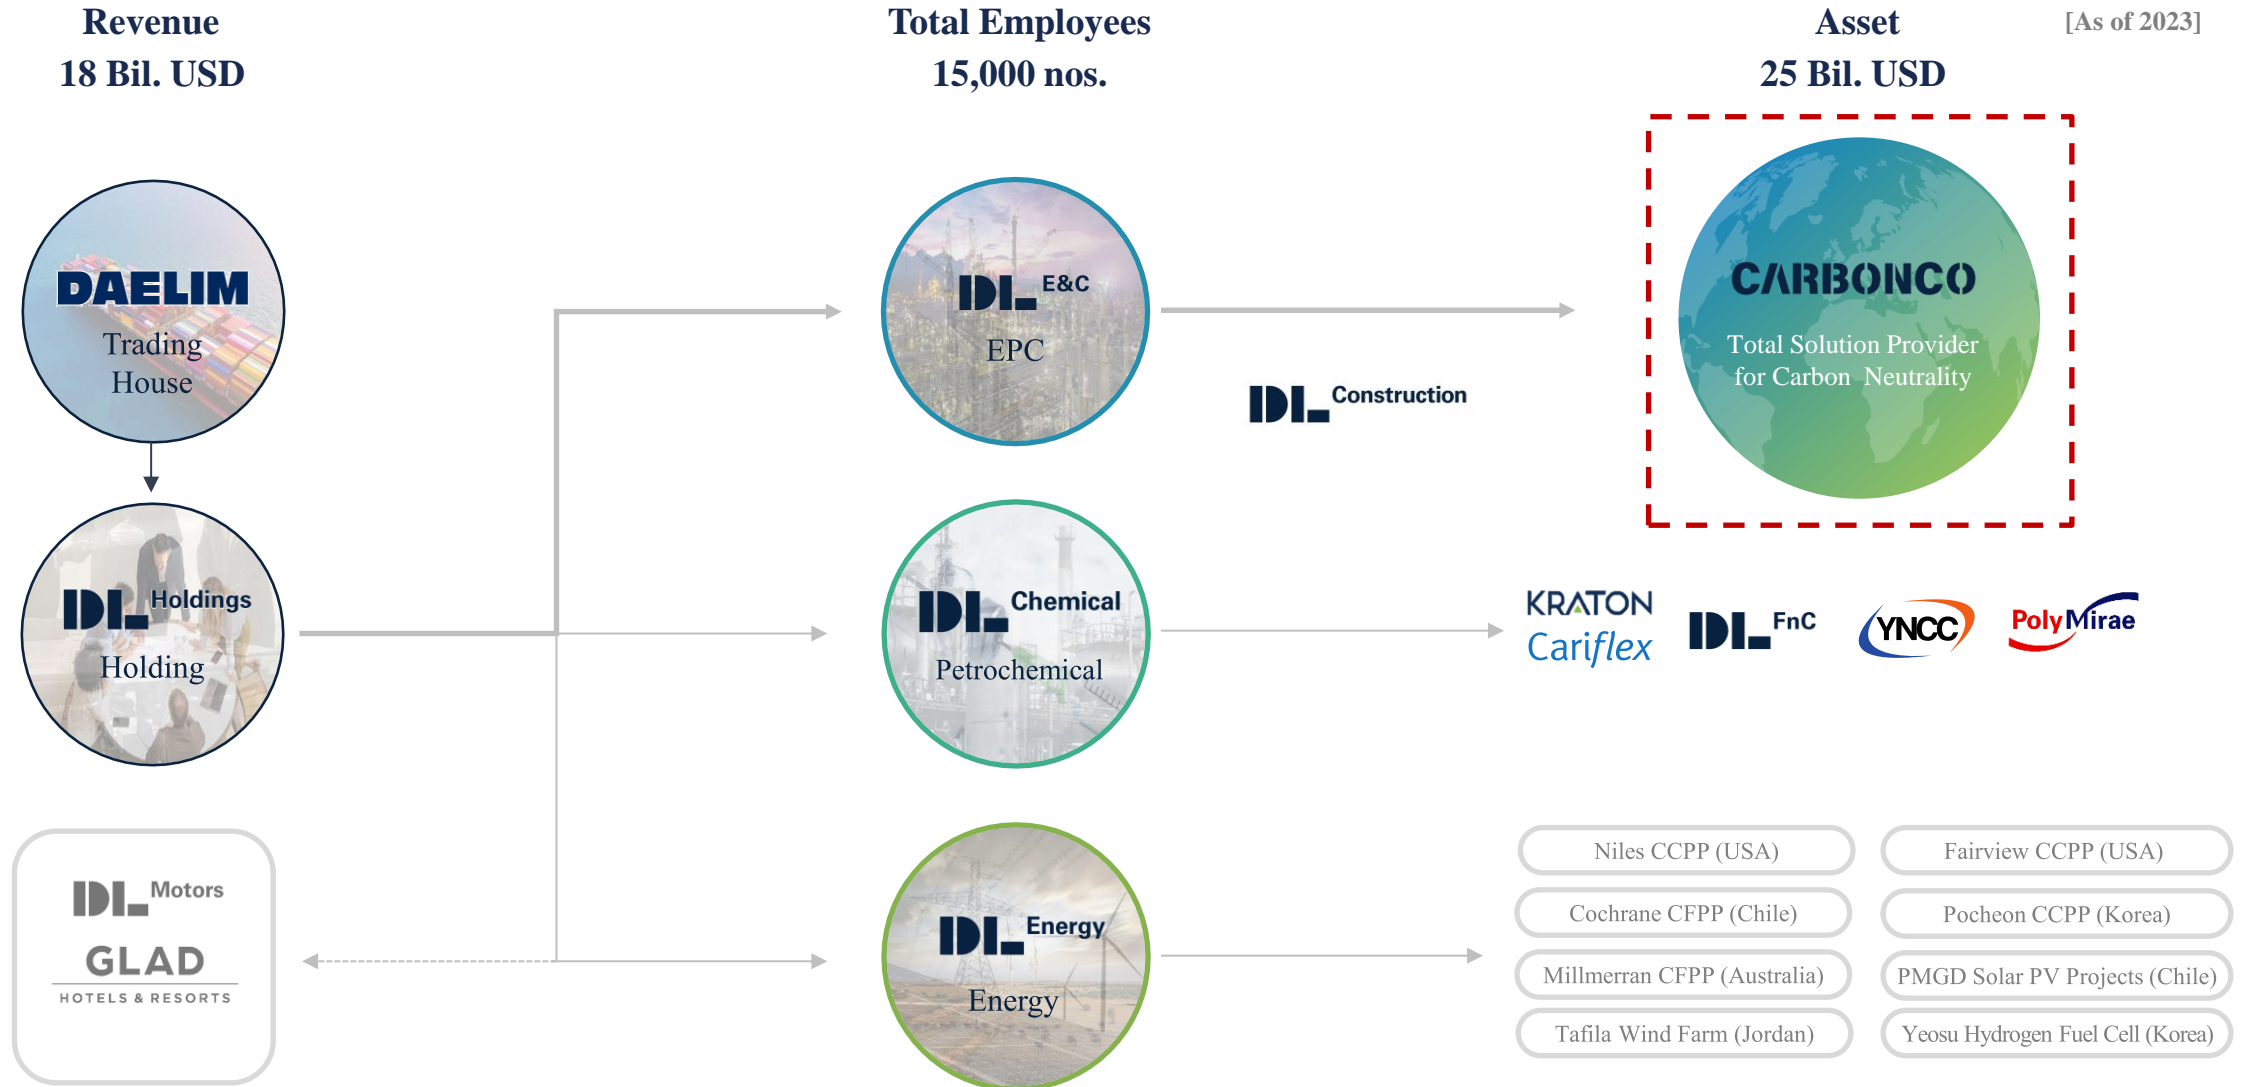 Revenue
18 Bil. USD
Total Employees
15,000 nos.
Asset
25 Bil. USD
[As of 2023]
DAELIM
Trading
House
DL E&C
EPC
DL Construction
CARBONCO
Total Solution Provider
for Carbon Neutrality
DL Holdings
Holding
DL Chemical
Petrochemical
KRATON
Cariflex
DL FnC
YNCC
PolyMirae
DL Motors
GLAD
HOTELS & RESORTS
DL Energy
Energy
Niles CCPP (USA)
Fairview CCPP (USA)
Cochrane CFPP (Chile)
Pocheon CCPP (Korea)
Millmerran CFPP (Australia)
PMGD Solar PV Projects (Chile)
Tafila Wind Farm (Jordan)
Yeosu Hydrogen Fuel Cell (Korea)